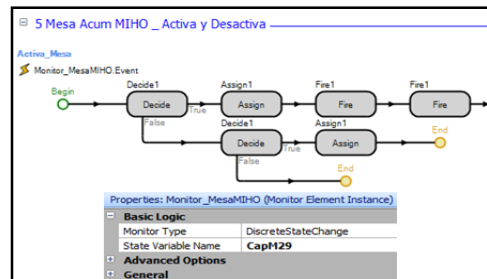 5 Mesa Acum MIHO _ Activa y Desactiva
Activa_Mesa
Monitor_MesaMIHO.Event
Begin
Decide1
Assign1
Fire1
Fire1
Decide
Assign
Fire
Fire
True
False
Decide1
Assign1
End
Decide
Assign
True
False
End
Properties: Monitor_MesaMIHO (Monitor Element Instance)
Basic Logic
Monitor Type DiscreteStateChange
State Variable Name CapM29
Advanced Options
General